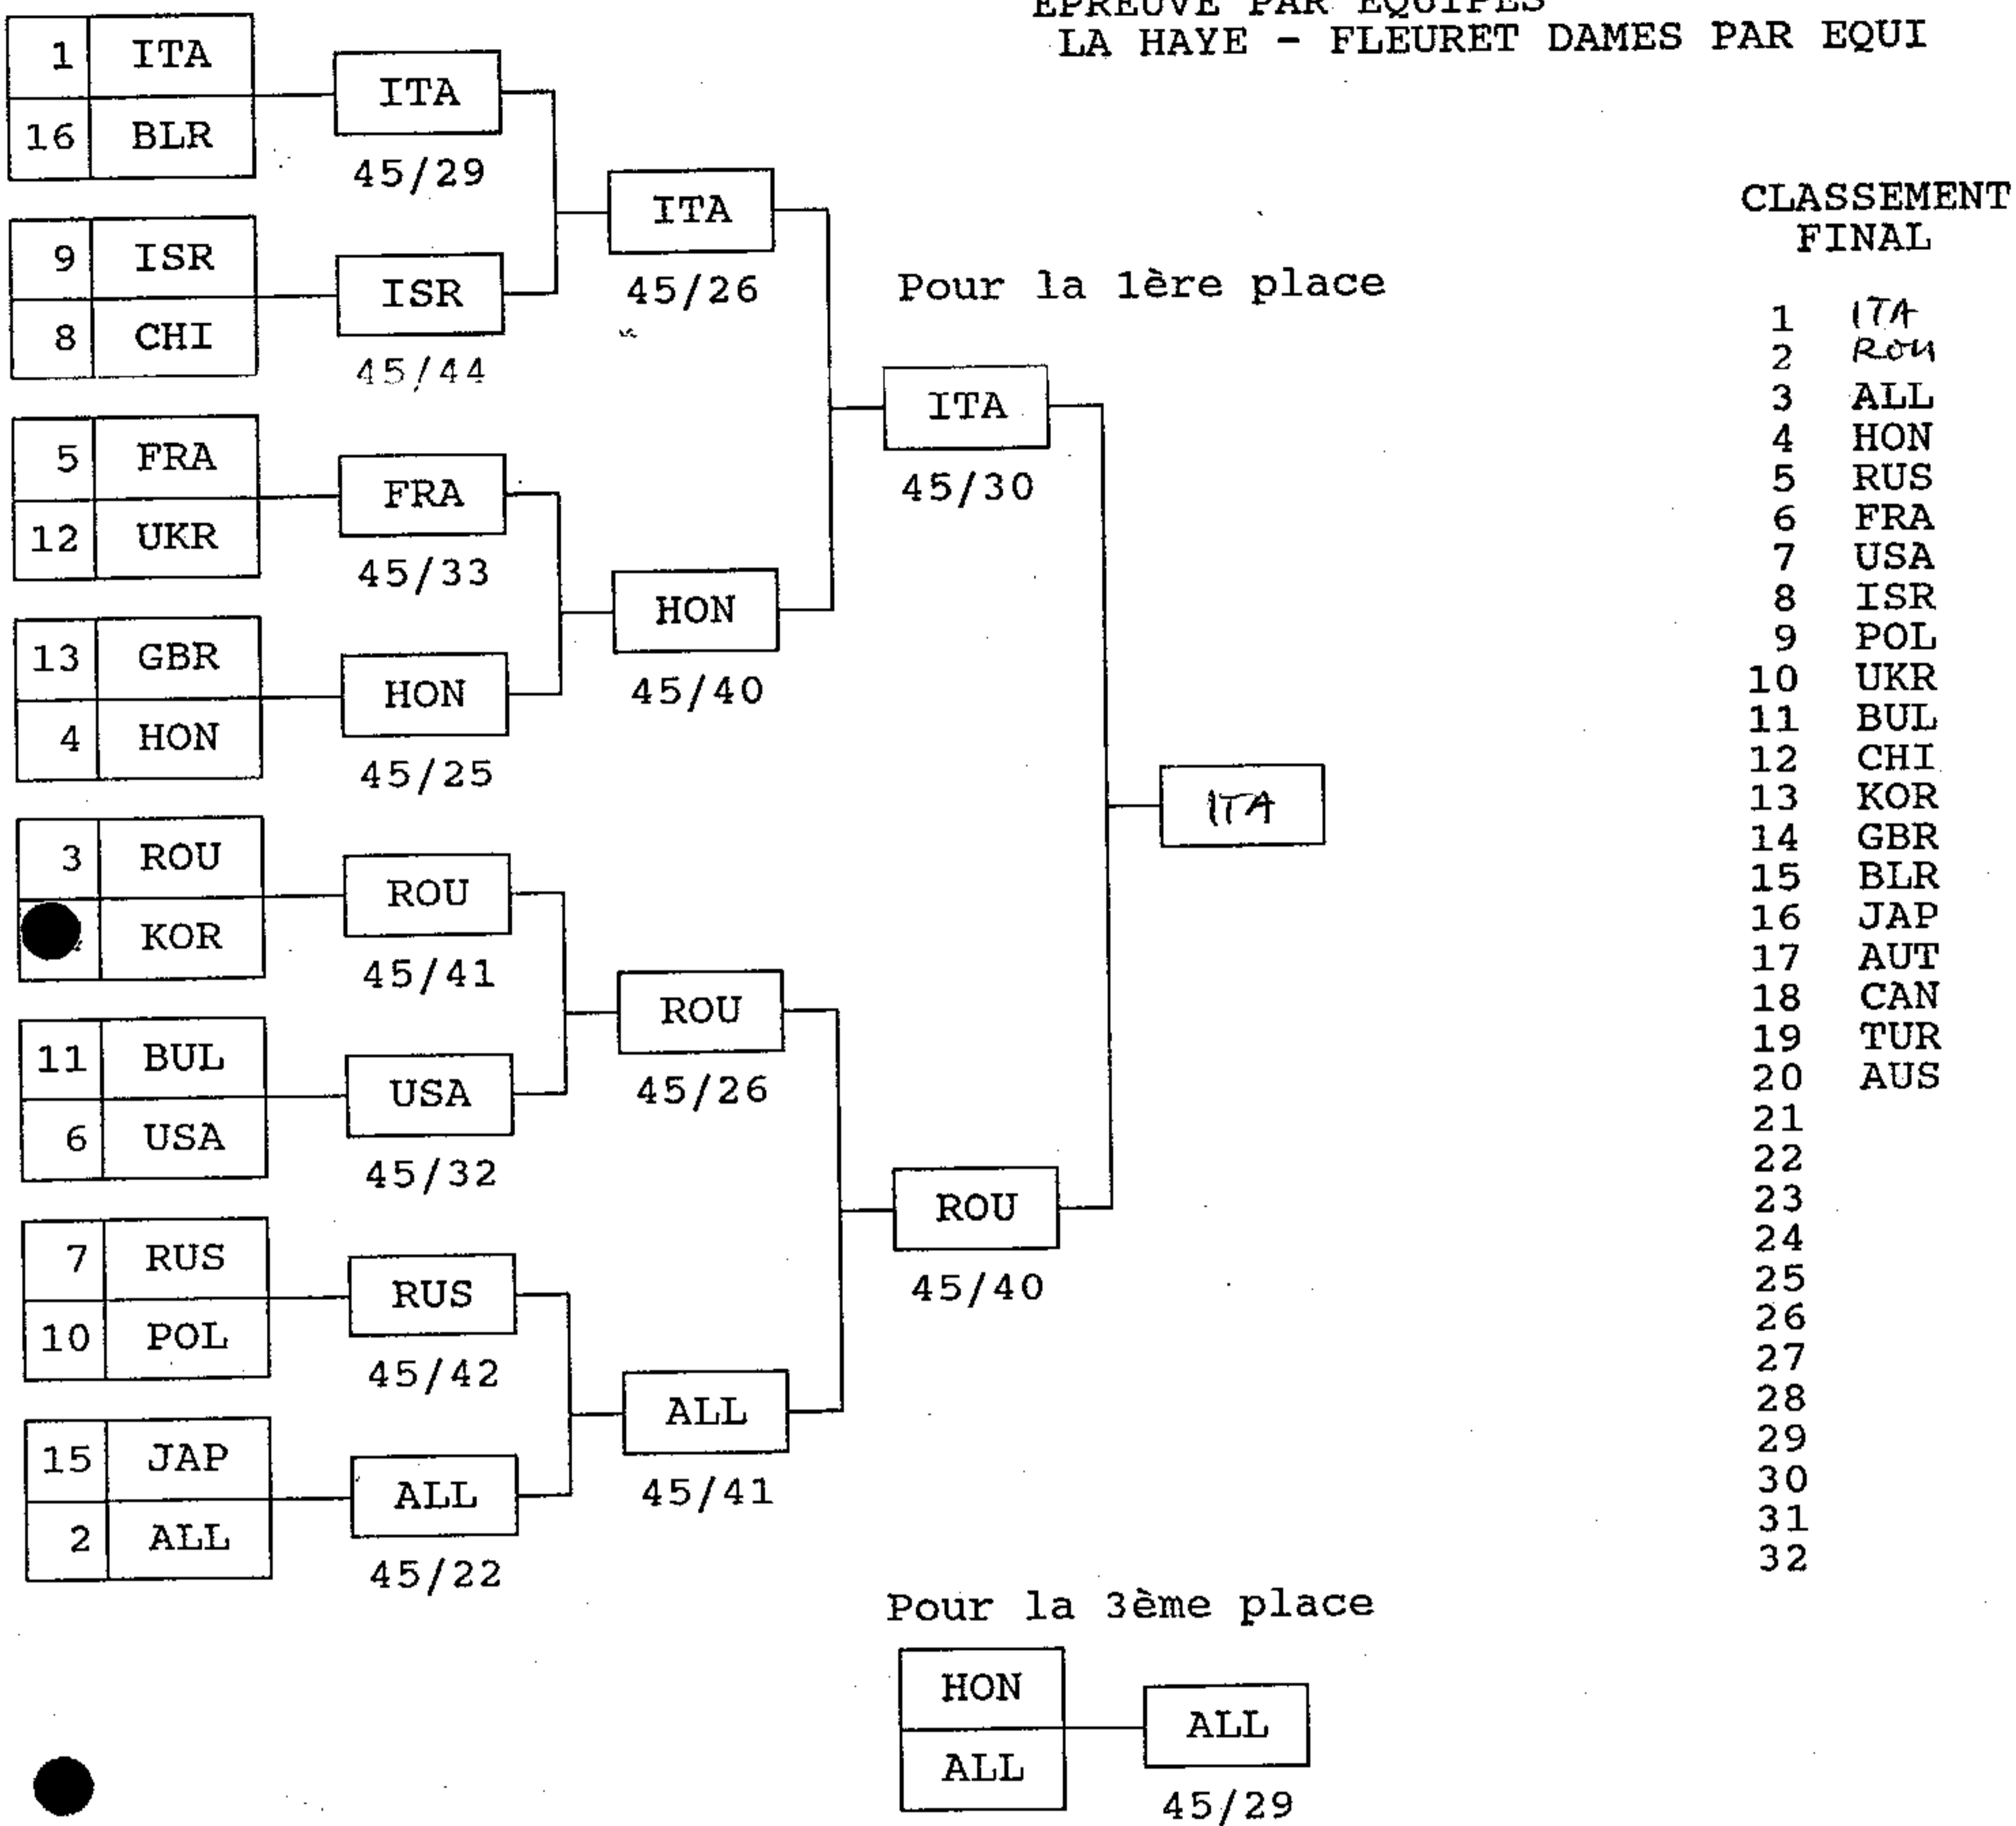 EPREUVE PAR EQUIPES
LA HAYE - FLEURET DAMES PAR EQUI
1 ITA
16 BLR
ITA
45/29
9 ISR
8 CHI
ISR
45/44
ITA
45/26
5 FRA
12 UKR
FRA
45/33
13 GBR
4 HON
HON
45/25
HON
45/40
Pour la 1ère place
ITA
45/30
3 ROU
KOR
ROU
45/41
11 BUL
6 USA
USA
45/32
ROU
45/26
7 RUS
10 POL
RUS
45/42
15 JAP
2 ALL
ALL
45/22
ALL
45/41
ROU
45/40
ITA
Pour la 3ème place
HON
ALL
ALL
45/29
CLASSEMENT
FINAL
1 ITA
2 ROU
3 ALL
4 HON
5 RUS
6 FRA
7 USA
8 ISR
9 POL
10 UKR
11 BUL
12 CHI
13 KOR
14 GBR
15 BLR
16 JAP
17 AUT
18 CAN
19 TUR
20 AUS
21
22
23
24
25
26
27
28
29
30
31
32